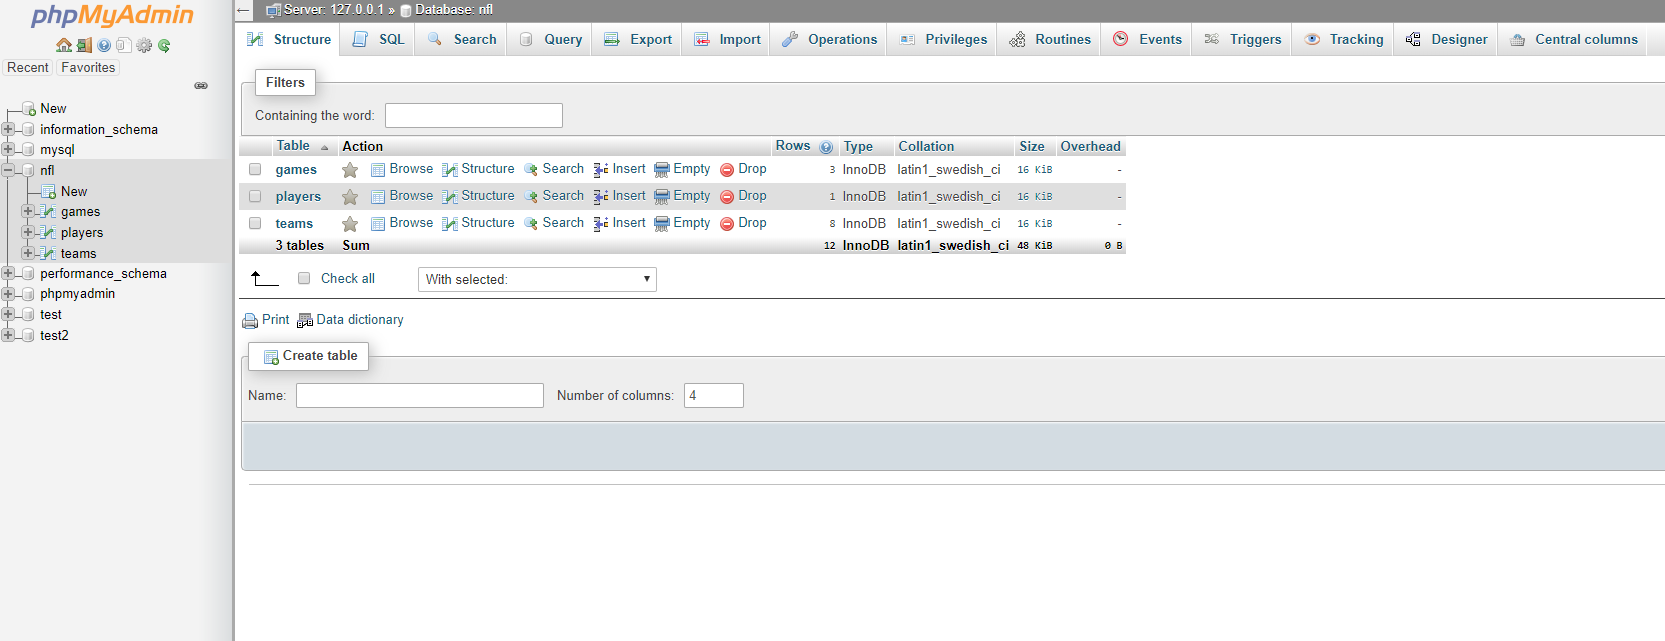 phpMyAdmin
Recent Favorites
New
information_schema
mysql
nfl
New
games
players
teams
performance_schema
phpmyadmin
test
test2
Server: 127.0.0.1 » Database: nfl
Structure SQL Search Query Export Import Operations Privileges Routines Events Triggers Tracking Designer Central columns
Filters
Containing the word:
Table Action Rows Type Collation Size Overhead
games Browse Structure Search Insert Empty Drop 3 InnoDB latin1_swedish_ci 16 KiB -
players Browse Structure Search Insert Empty Drop 1 InnoDB latin1_swedish_ci 16 KiB -
teams Browse Structure Search Insert Empty Drop 8 InnoDB latin1_swedish_ci 16 KiB -
3 tables Sum 12 InnoDB latin1_swedish_ci 48 KiB 0 B
Check all With selected:
Print Data dictionary
Create table
Name: Number of columns: 4